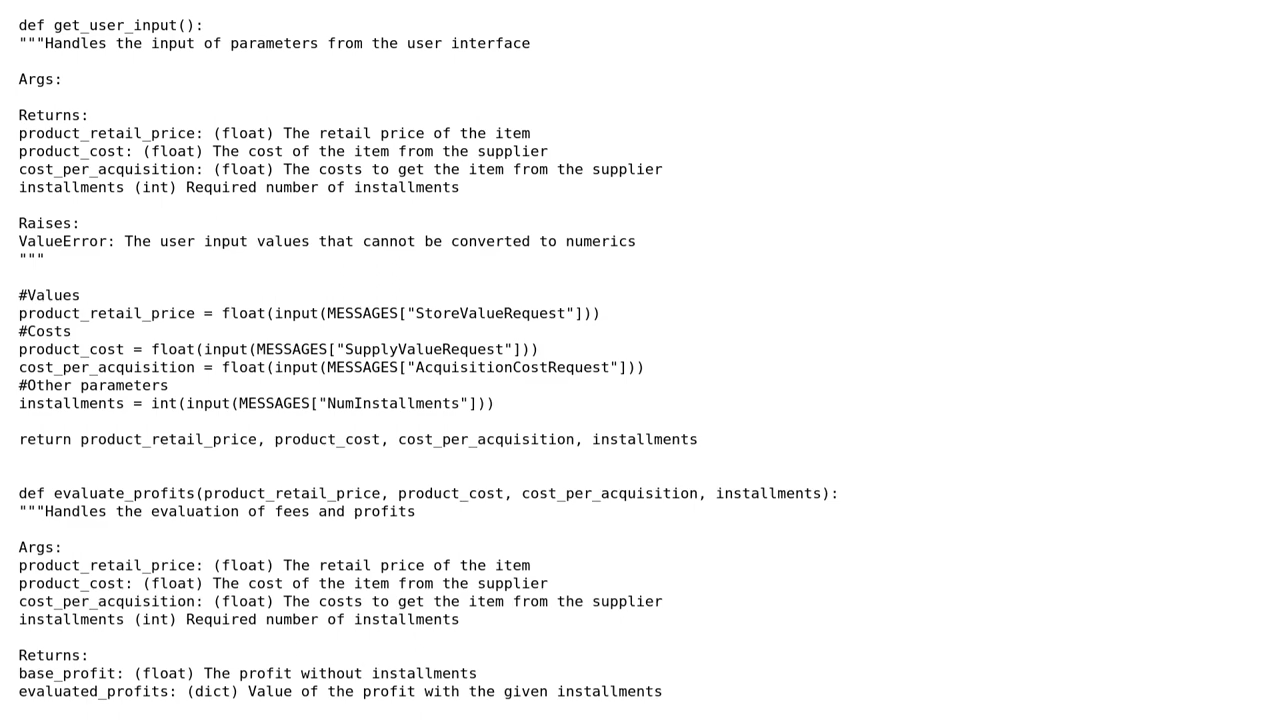 def get_user_input():
"""Handles the input of parameters from the user interface

Args:

Returns:
product_retail_price: (float) The retail price of the item
product_cost: (float) The cost of the item from the supplier
cost_per_acquisition: (float) The costs to get the item from the supplier
installments (int) Required number of installments

Raises:
ValueError: The user input values that cannot be converted to numerics
"""

#Values
product_retail_price = float(input(MESSAGES["StoreValueRequest"]))
#Costs
product_cost = float(input(MESSAGES["SupplyValueRequest"]))
cost_per_acquisition = float(input(MESSAGES["AcquisitionCostRequest"]))
#Other parameters
installments = int(input(MESSAGES["NumInstallments"]))

return product_retail_price, product_cost, cost_per_acquisition, installments


def evaluate_profits(product_retail_price, product_cost, cost_per_acquisition, installments):
"""Handles the evaluation of fees and profits

Args:
product_retail_price: (float) The retail price of the item
product_cost: (float) The cost of the item from the supplier
cost_per_acquisition: (float) The costs to get the item from the supplier
installments (int) Required number of installments

Returns:
base_profit: (float) The profit without installments
evaluated_profits: (dict) Value of the profit with the given installments